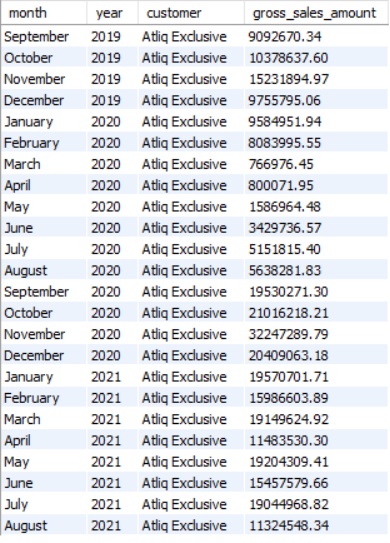 month year customer gross_sales_amount
September 2019 Atliq Exclusive 9092670.34
October 2019 Atliq Exclusive 10378637.60
November 2019 Atliq Exclusive 15231894.97
December 2019 Atliq Exclusive 9755795.06
January 2020 Atliq Exclusive 9584951.94
February 2020 Atliq Exclusive 8083995.55
March 2020 Atliq Exclusive 766976.45
April 2020 Atliq Exclusive 800071.95
May 2020 Atliq Exclusive 1586964.48
June 2020 Atliq Exclusive 3429736.57
July 2020 Atliq Exclusive 5151815.40
August 2020 Atliq Exclusive 5638281.83
September 2020 Atliq Exclusive 19530271.30
October 2020 Atliq Exclusive 21016218.21
November 2020 Atliq Exclusive 32247289.79
December 2020 Atliq Exclusive 20409063.18
January 2021 Atliq Exclusive 19570701.71
February 2021 Atliq Exclusive 15986603.89
March 2021 Atliq Exclusive 19149624.92
April 2021 Atliq Exclusive 11483530.30
May 2021 Atliq Exclusive 19204309.41
June 2021 Atliq Exclusive 15457579.66
July 2021 Atliq Exclusive 19044968.82
August 2021 Atliq Exclusive 11324548.34